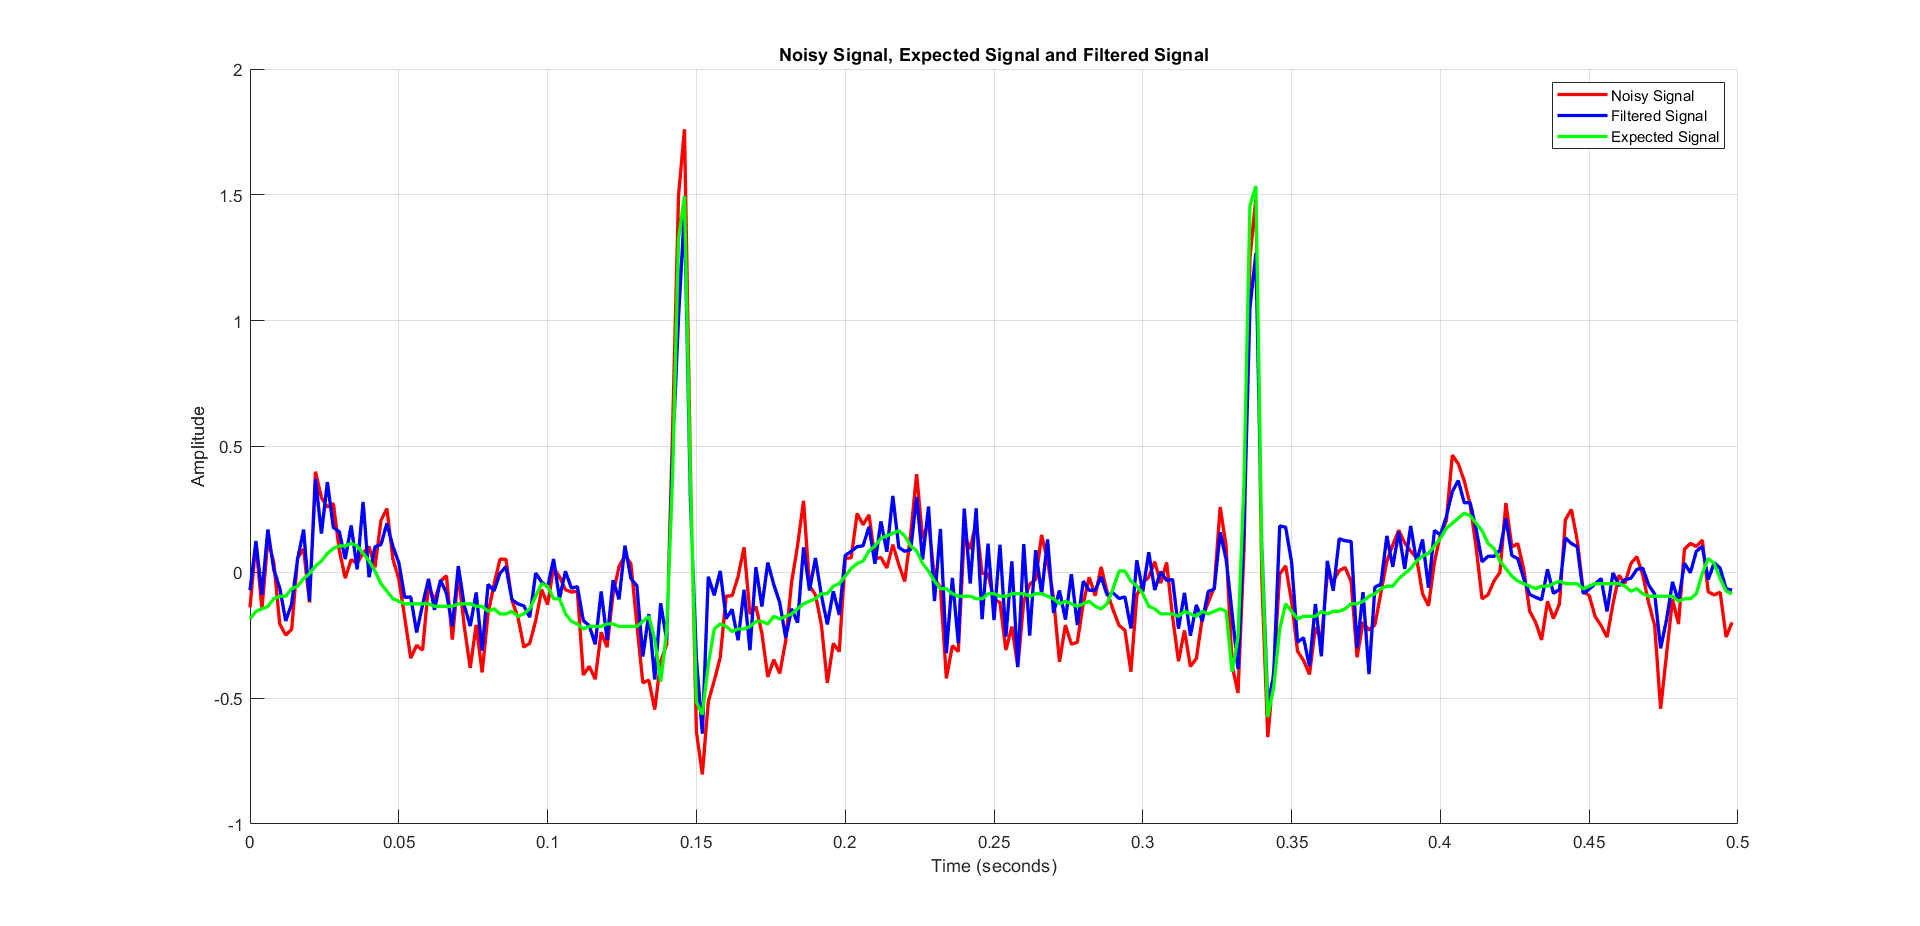 Noisy Signal, Expected Signal and Filtered Signal
Noisy Signal
Filtered Signal
Expected Signal
Amplitude
2
1.5
1
0.5
0
-0.5
-1
0 0.05 0.1 0.15 0.2 0.25 0.3 0.35 0.4 0.45 0.5
Time (seconds)